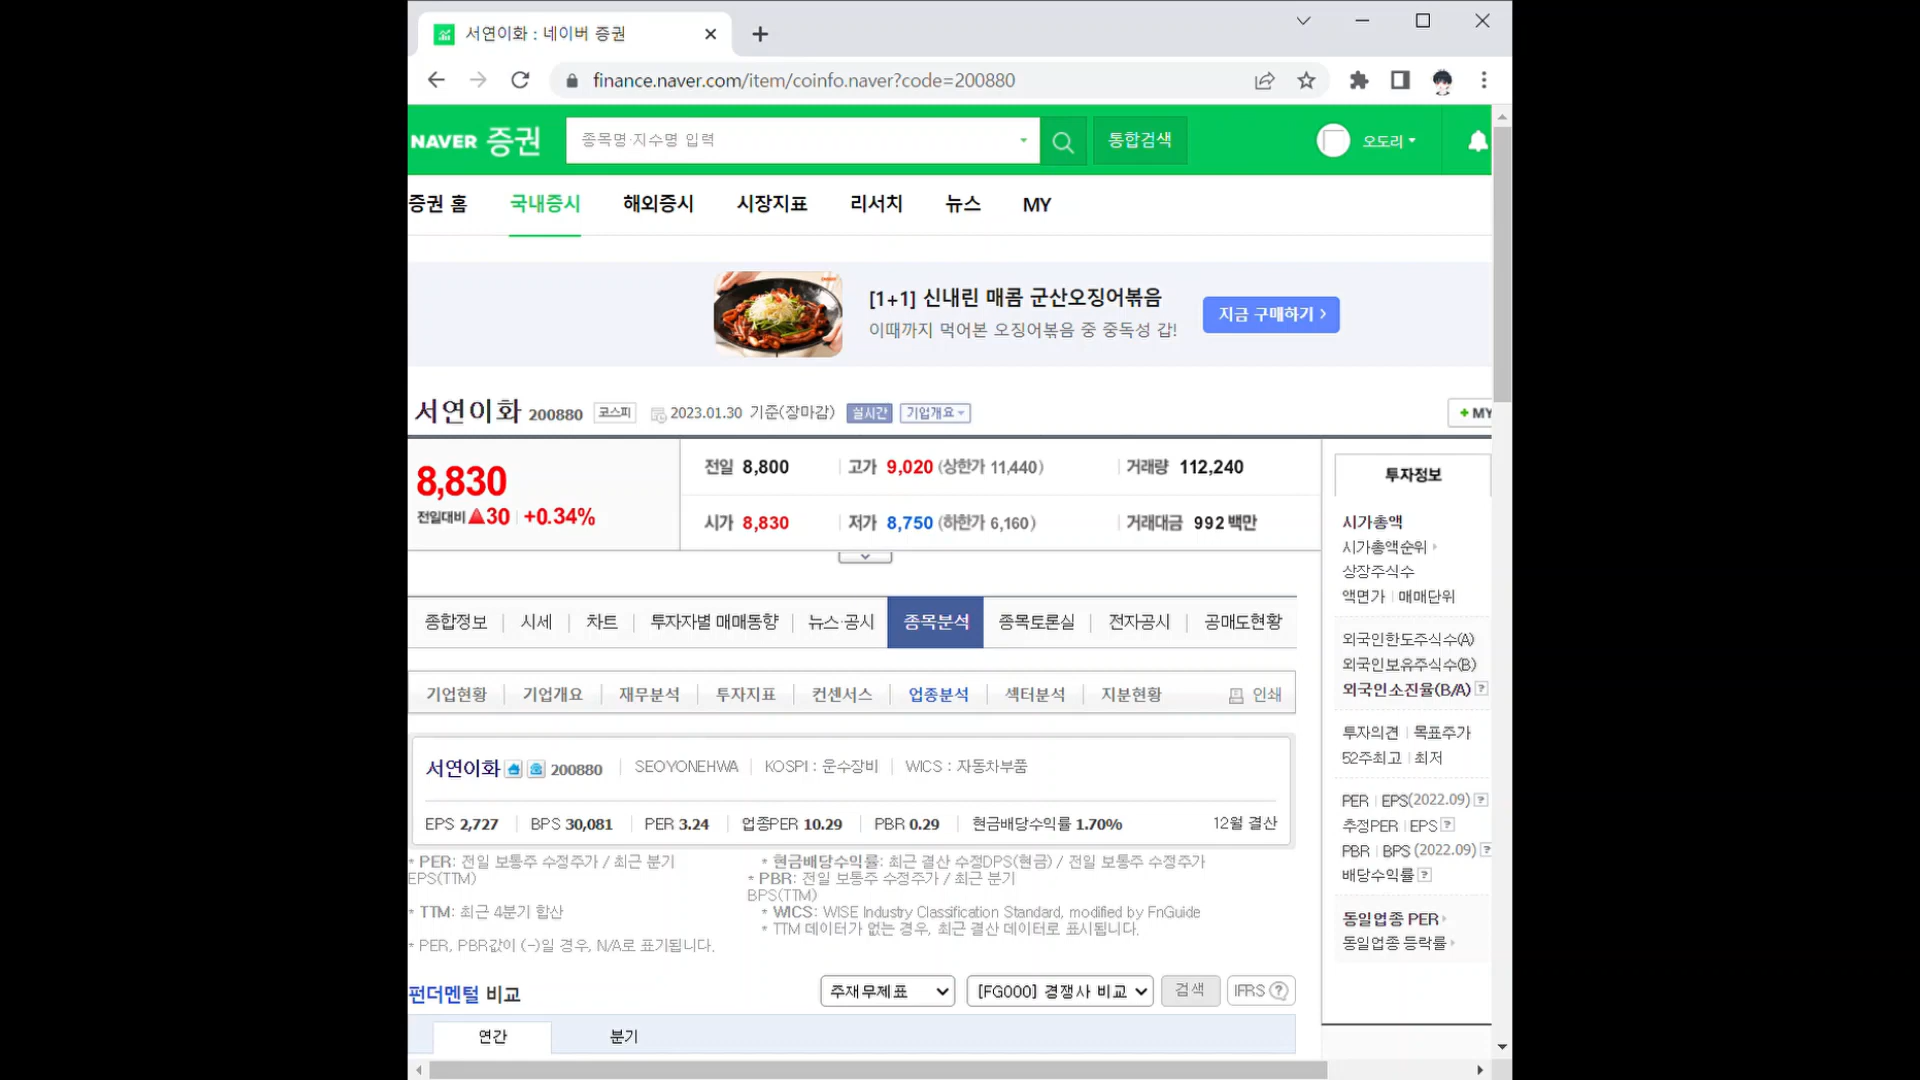 서연이화 : 네이버 증권
finance.naver.com/item/coinfo.naver?code=200880
NAVER 증권
종목명·지수명 입력
통합검색
오도리
증권 홈 국내증시 해외증시 시장지표 리서치 뉴스 MY
[1+1] 신내린 매콤 군산오징어볶음
이때까지 먹어본 오징어볶음 중 중독성 갑!
지금 구매하기 >
서연이화 200880 코스피 2023.01.30 기준(장마감) 실시간 기업개요
+ MY
8,830
전일대비 ▲30 +0.34%
전일 8,800 고가 9,020 (상한가 11,440) 거래량 112,240
시가 8,830 저가 8,750 (하한가 6,160) 거래대금 992 백만
종합정보 시세 차트 투자자별 매매동향 뉴스·공시 종목분석 종목토론실 전자공시 공매도현황
기업현황 기업개요 재무분석 투자지표 컨센서스 업종분석 섹터분석 지분현황 인쇄
서연이화 200880 SEOYONEHWA KOSPI : 운수장비 WICS : 자동차부품
EPS 2,727 BPS 30,081 PER 3.24 업종PER 10.29 PBR 0.29 현금배당수익률 1.70% 12월 결산
* PER: 전일 보통주 수정주가 / 최근 분기
EPS(TTM)
* TTM: 최근 4분기 합산
* PER, PBR값이 (-)일 경우, N/A로 표기됩니다.
* 현금배당수익률: 최근 결산 수정DPS(현금) / 전일 보통주 수정주가
* PBR: 전일 보통주 수정주가 / 최근 분기
BPS(TTM)
* WICS: WISE Industry Classification Standard, modified by FnGuide
* TTM 데이터가 없는 경우, 최근 결산 데이터로 표시됩니다.
펀더멘털 비교
주재무제표 [FG000] 경쟁사 비교 검색 IFRS ?
연간 분기
투자정보
시가총액
시가총액순위
상장주식수
액면가 | 매매단위
외국인한도주식수(A)
외국인보유주식수(B)
외국인소진율(B/A) ?
투자의견 | 목표주가
52주최고 | 최저
PER | EPS(2022.09) ?
추정PER | EPS ?
PBR | BPS (2022.09) ?
배당수익률 ?
동일업종 PER
동일업종 등락률